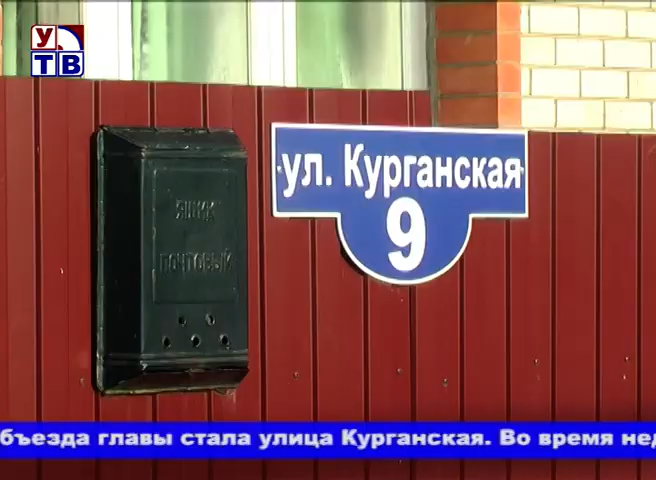 УТВ
ул. Курганская
9
ЯЩИК
ПОЧТОВЫЙ
бъезда главы стала улица Курганская. Во время нед